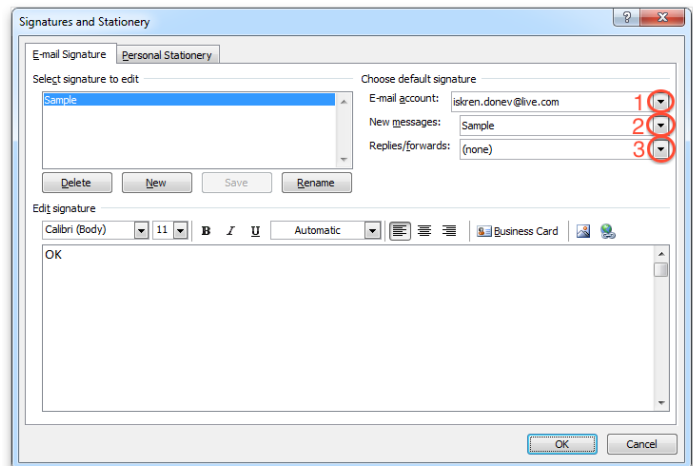 Signatures and Stationery
E-mail Signature Personal Stationery
Select signature to edit
Sample
Delete New Save Rename
Choose default signature
E-mail account: iskren.donev@live.com 1
New messages: Sample 2
Replies/forwards: (none) 3
Edit signature
Calibri (Body) 11 B I U Automatic Business Card
OK
OK Cancel